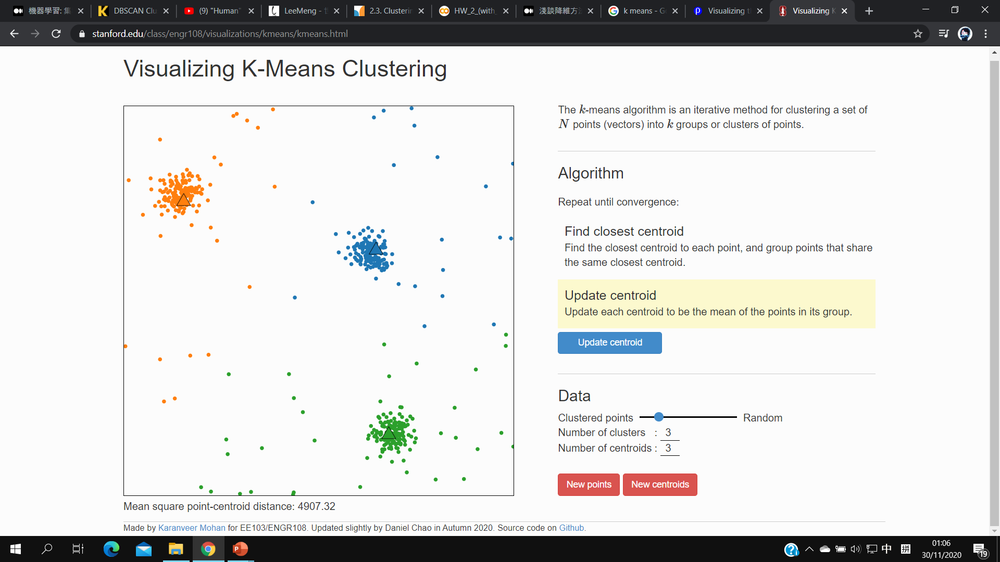 機器學習: 集
DBSCAN Clu
(9) "Human"
LeeMeng -
2.3. Clusterin
HW_2_(with_
淺談降維方法
k means - Go
Visualizing t
Visualizing K
stanford.edu/class/engr108/visualizations/kmeans/kmeans.html
Visualizing K-Means Clustering
The k-means algorithm is an iterative method for clustering a set of
N points (vectors) into k groups or clusters of points.
Algorithm
Repeat until convergence:
Find closest centroid
Find the closest centroid to each point, and group points that share
the same closest centroid.
Update centroid
Update each centroid to be the mean of the points in its group.
Update centroid
Data
Clustered points Random
Number of clusters : 3
Number of centroids : 3
New points New centroids
Mean square point-centroid distance: 4907.32
Made by Karanveer Mohan for EE103/ENGR108. Updated slightly by Daniel Chao in Autumn 2020. Source code on Github.
中
拼
01:06
30/11/2020
19